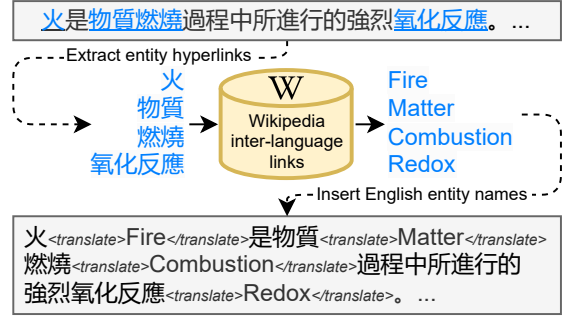 火是物質燃燒過程中所進行的強烈氧化反應。...
Extract entity hyperlinks
火
物質
燃燒
氧化反應
W
Wikipedia
inter-language
links
Fire
Matter
Combustion
Redox
Insert English entity names
火<translate>Fire</translate>是物質<translate>Matter</translate>
燃燒<translate>Combustion</translate>過程中所進行的
強烈氧化反應<translate>Redox</translate>。...